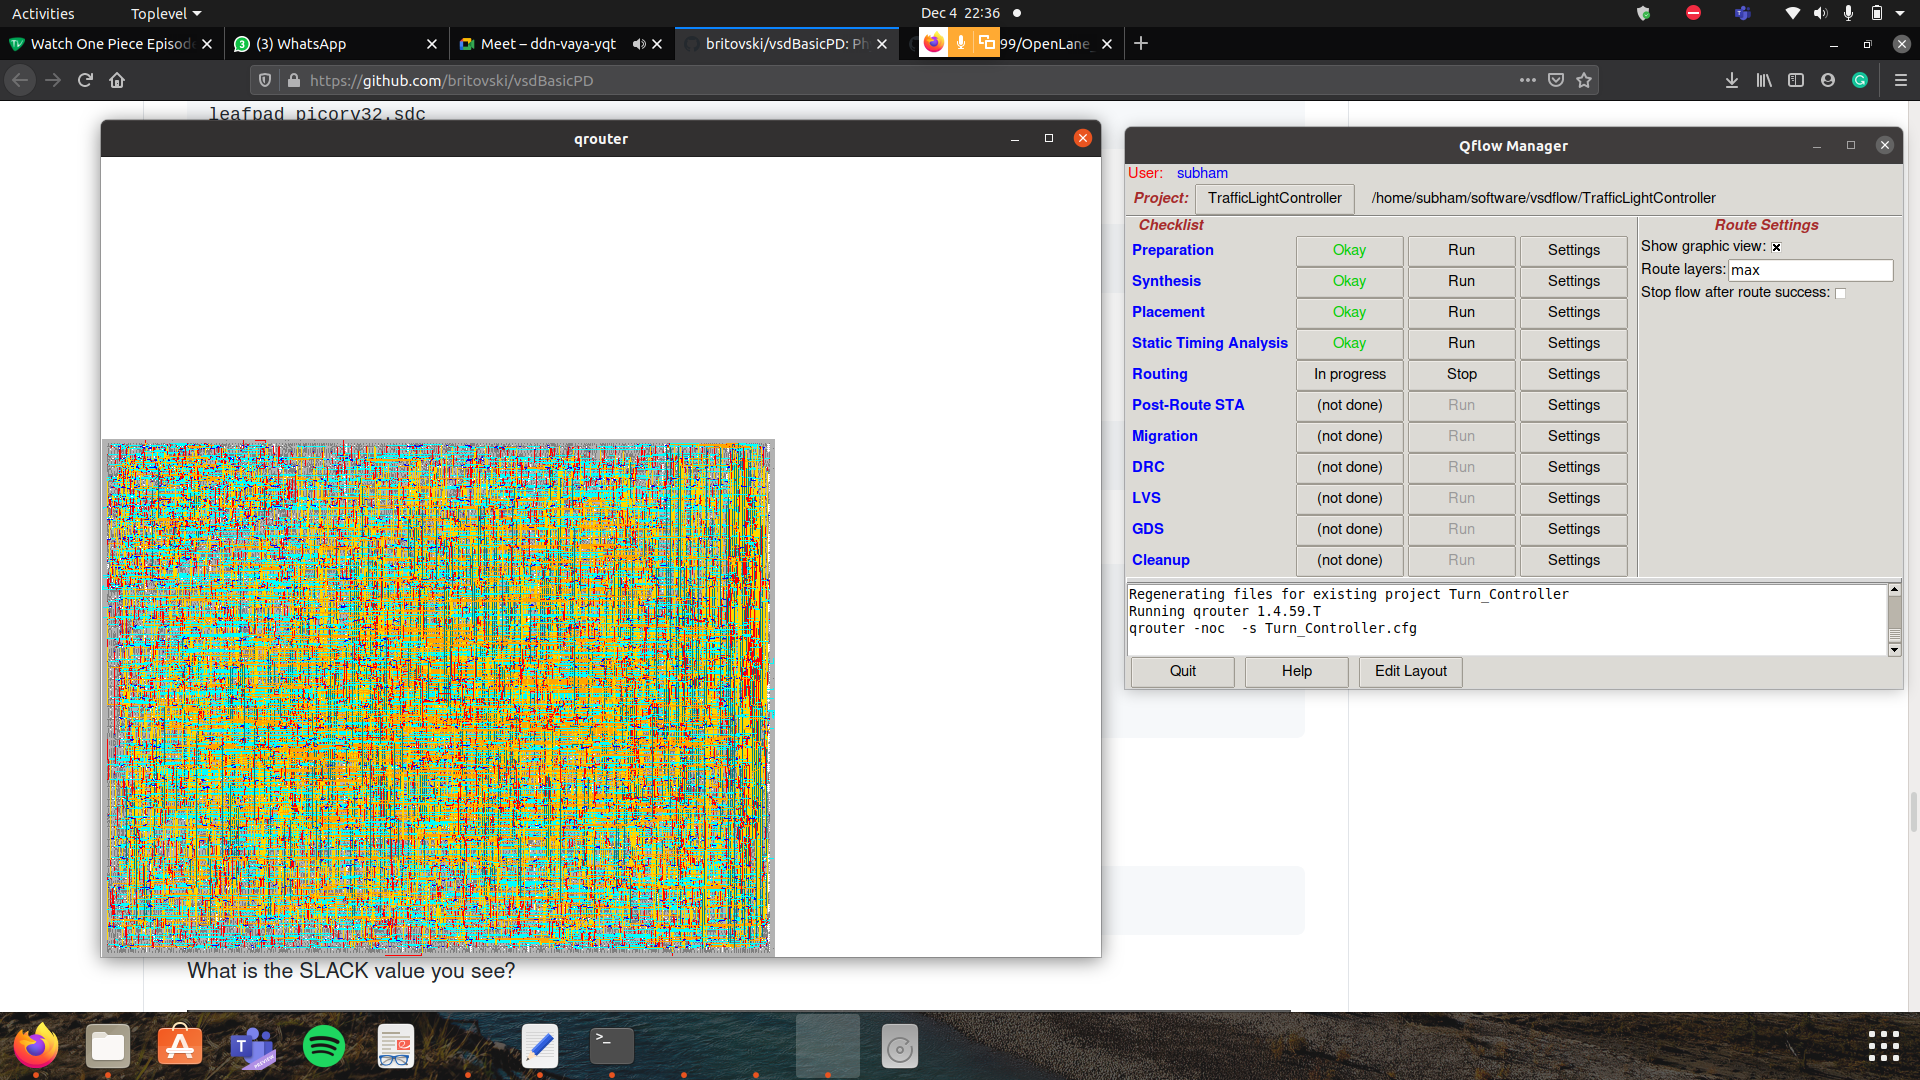 Activities
Toplevel
Dec 4 22:36
Watch One Piece Episod
(3) WhatsApp
Meet – ddn-vaya-yqt
britovski/vsdBasicPD: Ph
99/OpenLane_
https://github.com/britovski/vsdBasicPD
leafpad picorv32.sdc
qrouter
What is the SLACK value you see?
Qflow Manager
User: subham
Project: TrafficLightController /home/subham/software/vsdflow/TrafficLightController
Checklist
Preparation Okay Run Settings
Synthesis Okay Run Settings
Placement Okay Run Settings
Static Timing Analysis Okay Run Settings
Routing In progress Stop Settings
Post-Route STA (not done) Run Settings
Migration (not done) Run Settings
DRC (not done) Run Settings
LVS (not done) Run Settings
GDS (not done) Run Settings
Cleanup (not done) Run Settings
Route Settings
Show graphic view:
Route layers: max
Stop flow after route success:
Regenerating files for existing project Turn_Controller
Running qrouter 1.4.59.T
qrouter -noc  -s Turn_Controller.cfg
Quit Help Edit Layout